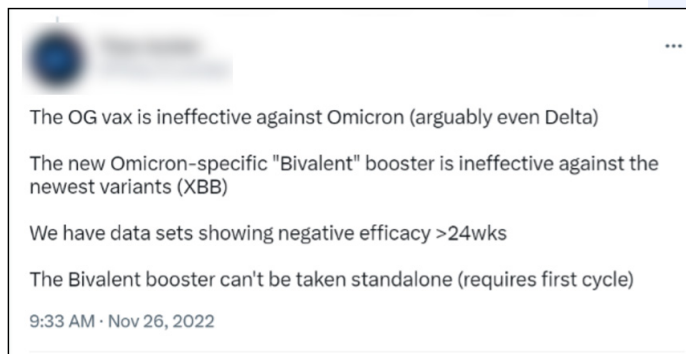 The OG vax is ineffective against Omicron (arguably even Delta)
The new Omicron-specific "Bivalent" booster is ineffective against the
newest variants (XBB)
We have data sets showing negative efficacy >24wks
The Bivalent booster can't be taken standalone (requires first cycle)
9:33 AM · Nov 26, 2022